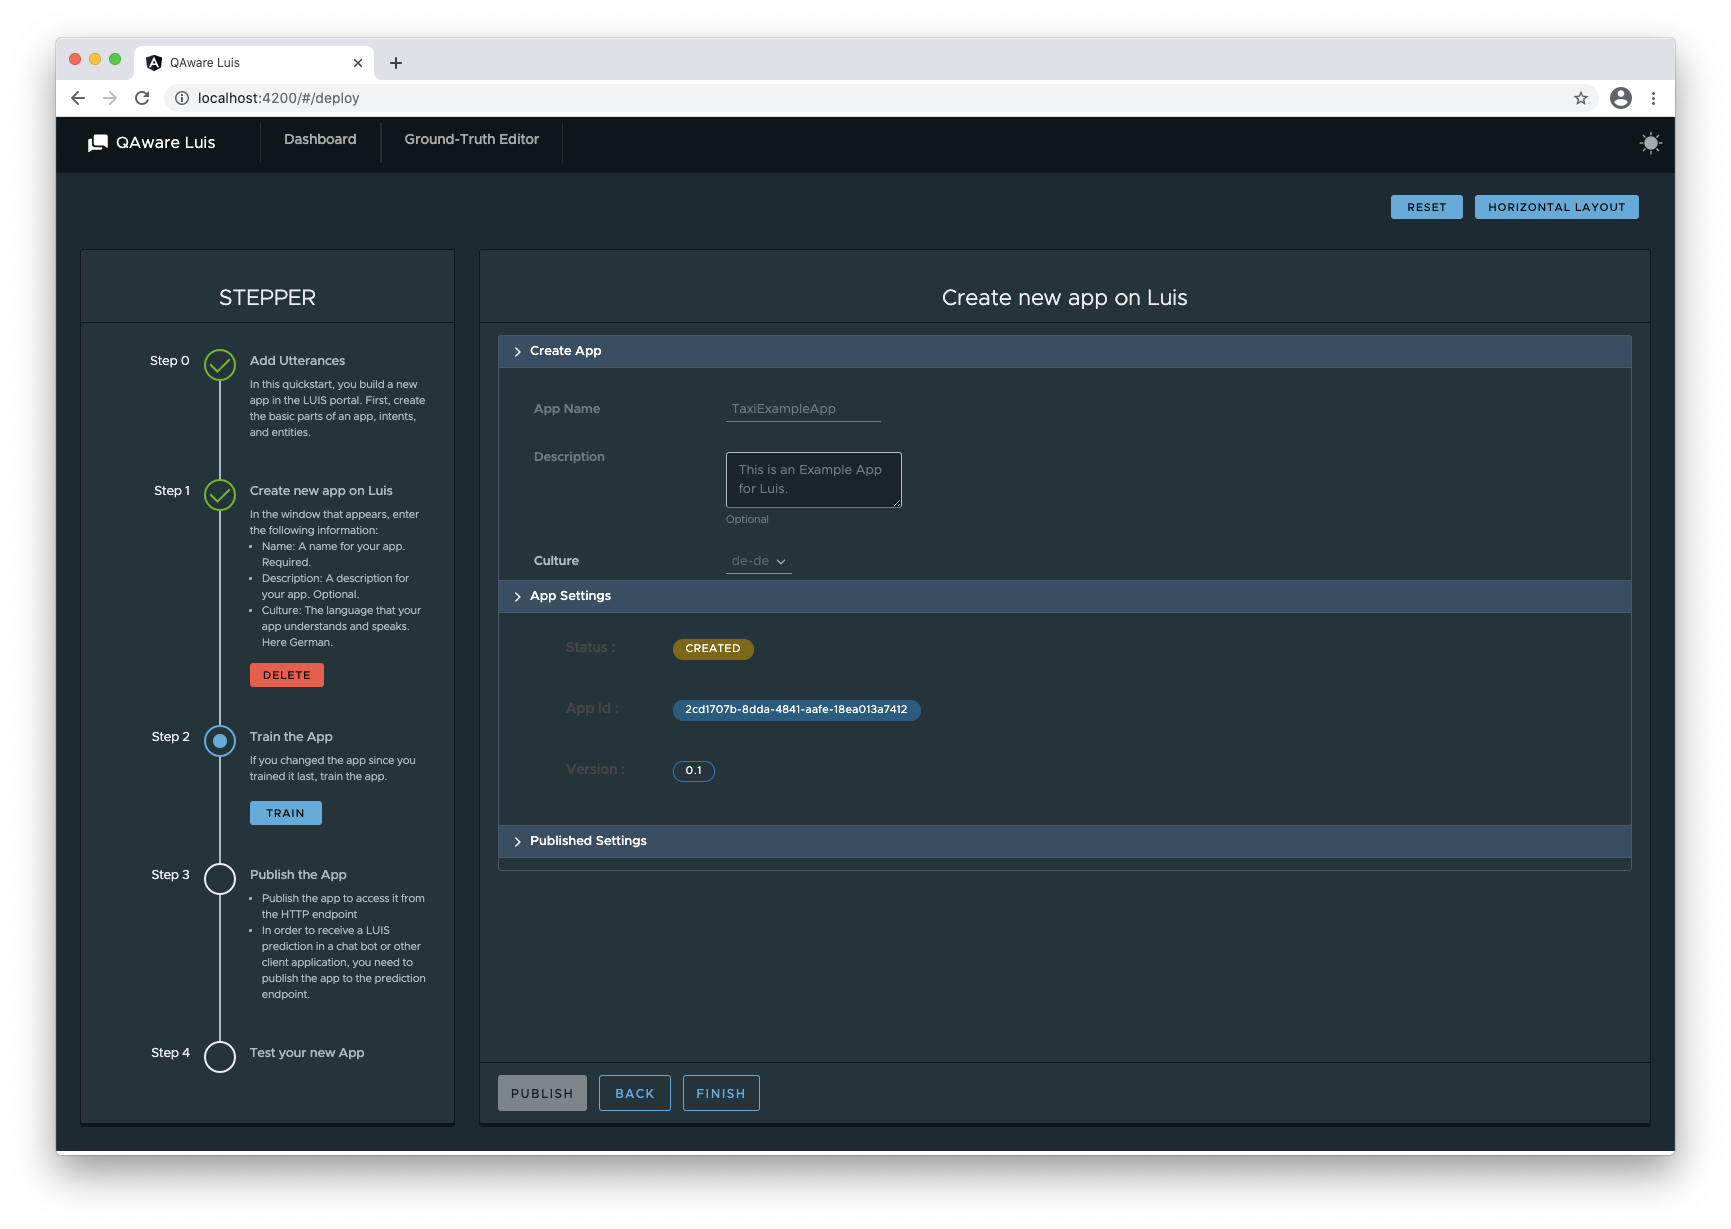 QAware Luis
localhost:4200/#/deploy
QAware Luis
Dashboard
Ground-Truth Editor
RESET
HORIZONTAL LAYOUT
STEPPER
Step 0
Add Utterances
In this quickstart, you build a new
app in the LUIS portal. First, create
the basic parts of an app, intents,
and entities.
Step 1
Create new app on Luis
In the window that appears, enter
the following information:
• Name: A name for your app.
Required.
• Description: A description for
your app. Optional.
• Culture: The language that your
app understands and speaks.
Here German.
DELETE
Step 2
Train the App
If you changed the app since you
trained it last, train the app.
TRAIN
Step 3
Publish the App
• Publish the app to access it from
the HTTP endpoint
• In order to receive a LUIS
prediction in a chat bot or other
client application, you need to
publish the app to the prediction
endpoint.
Step 4
Test your new App
Create new app on Luis
Create App
App Name
TaxiExampleApp
Description
This is an Example App
for Luis.
Optional
Culture
de-de
App Settings
Status :
CREATED
App Id :
2cd1707b-8dda-4841-aafe-18ea013a7412
Version :
0.1
Published Settings
PUBLISH
BACK
FINISH